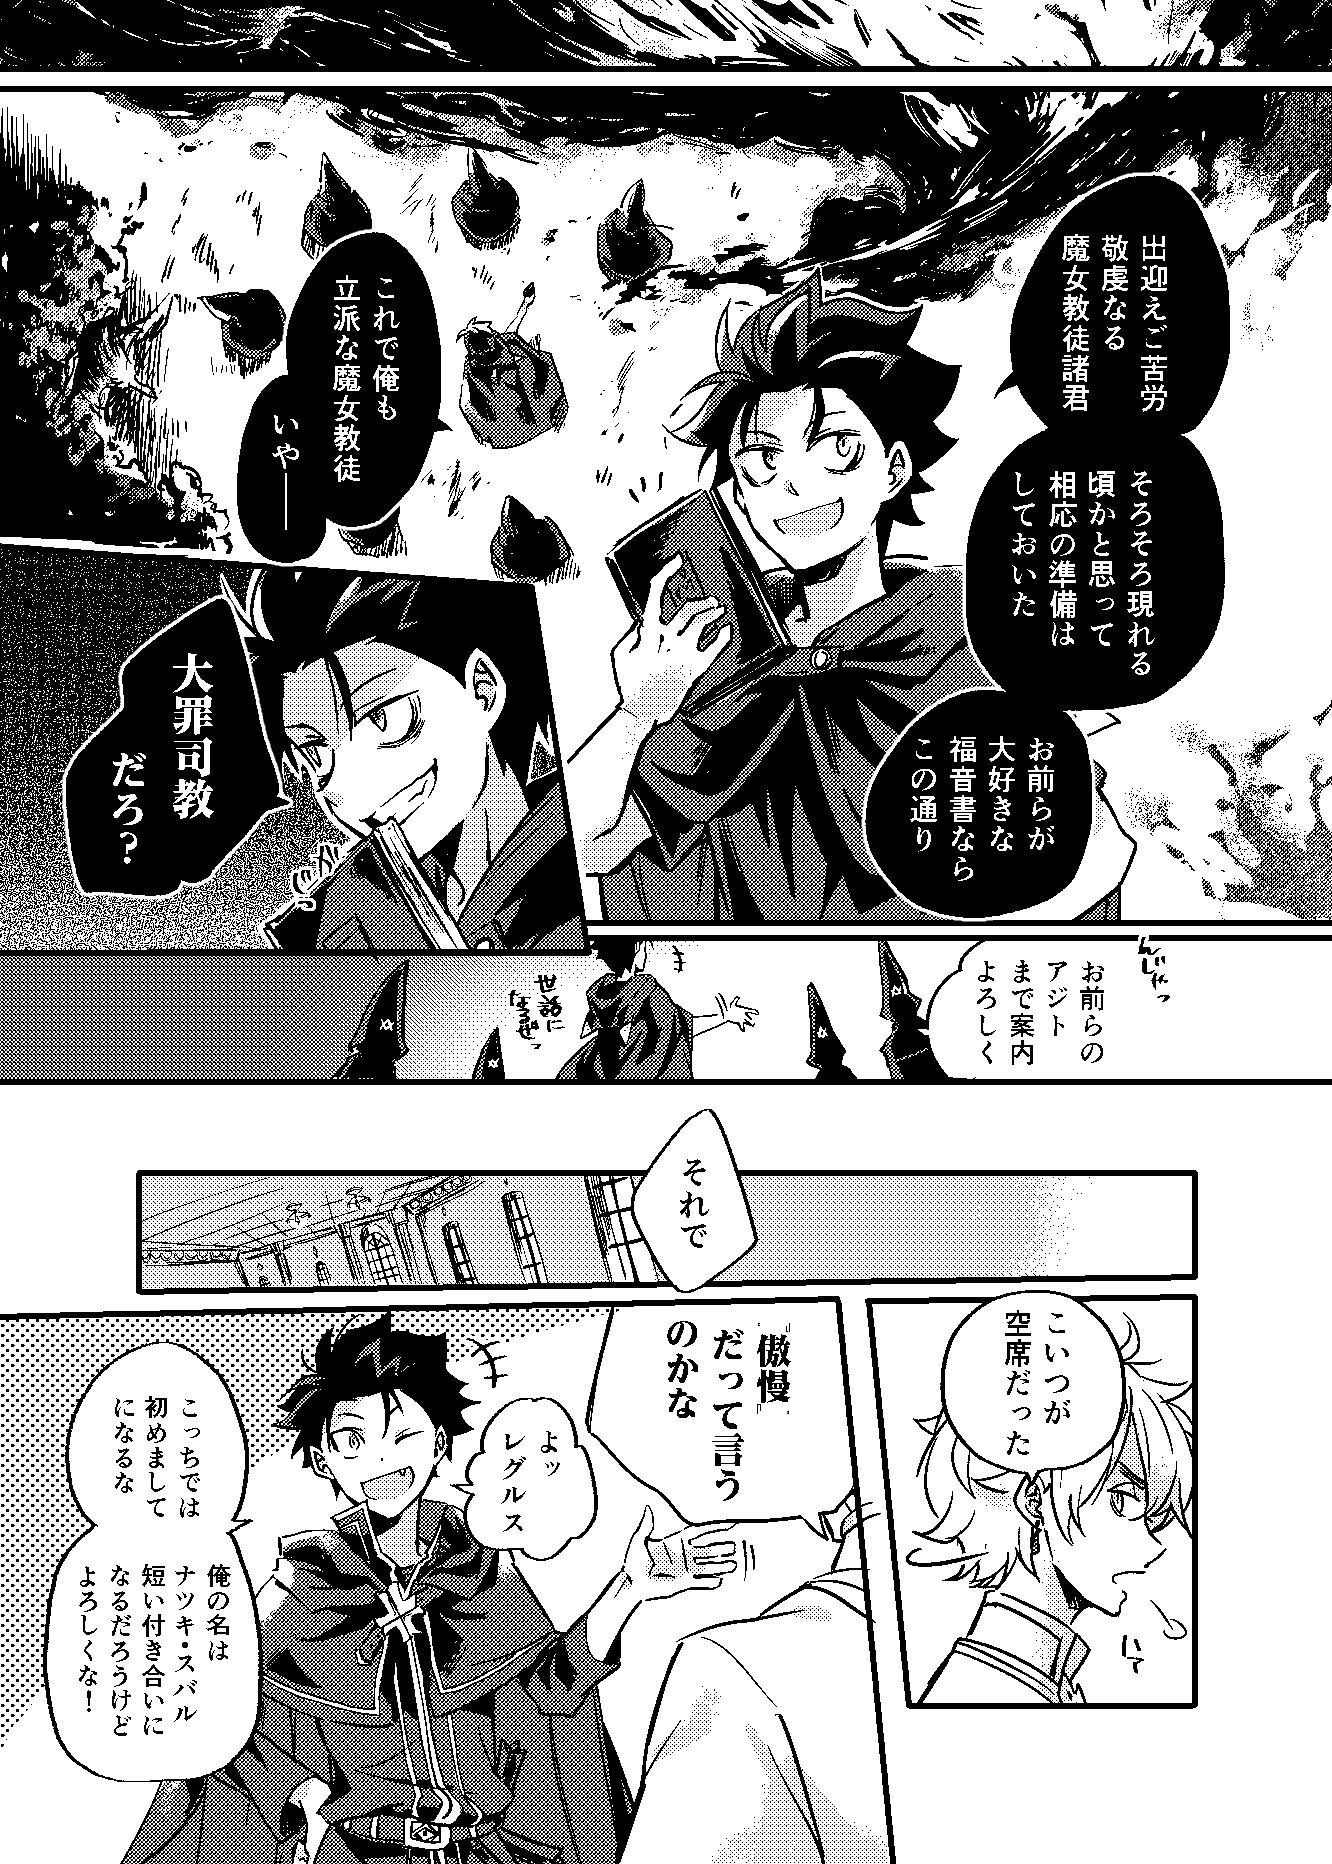 出迎えご苦労
敬虔なる
魔女教徒諸君
そろそろ現れる
頃かと思って
相応の準備は
しておいた
お前らが
大好きな
福音書なら
この通り
これで俺も
立派な魔女教徒
いや――
大罪司教
だろ?
んじゃっ
お前らの
アジト
まで案内
よろしく
世話に
なるぜっ
それで
こいつが
空席だった
『傲慢』
だって言う
のかな
よッ
レグルス
こっちでは
初めまして
になるな
俺の名は
ナツキ・スバル
短い付き合いに
なるだろうけど
よろしくな!